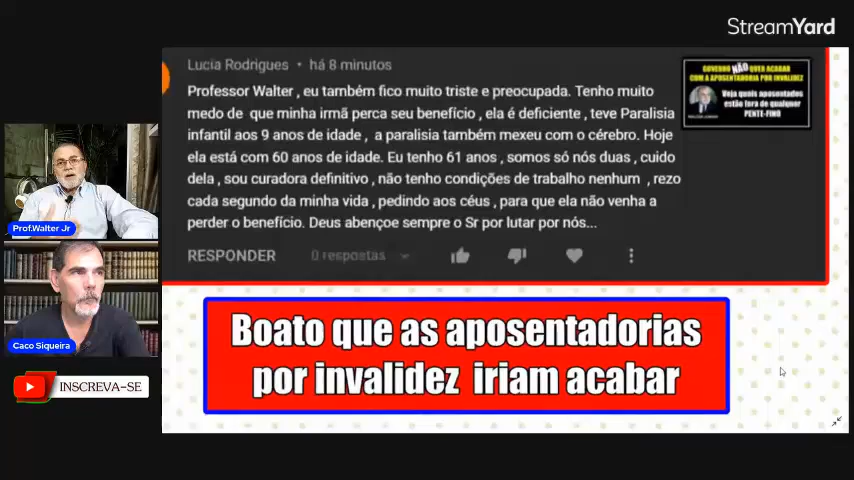 StreamYard
Lucia Rodrigues • há 8 minutos
Professor Walter , eu também fico muito triste e preocupada. Tenho muito
medo de que minha irmã perca seu benefício , ela é deficiente , teve Paralisia
infantil aos 9 anos de idade , a paralisia também mexeu com o cérebro. Hoje
ela está com 60 anos de idade. Eu tenho 61 anos , somos só nós duas , cuido
dela , sou curadora definitivo , não tenho condições de trabalho nenhum , rezo
cada segundo da minha vida , pedindo aos céus , para que ela não venha a
perder o benefício. Deus abençoe sempre o Sr por lutar por nós...
RESPONDER 0 respostas
GOVERNO NÃO QUER ACABAR
COM A APOSENTADORIA POR INVALIDEZ
Veja quais aposentados
estão fora de qualquer
PENTE-FINO
Prof.Walter Jr
Caco Siqueira
INSCREVA-SE
Boato que as aposentadorias
por invalidez iriam acabar